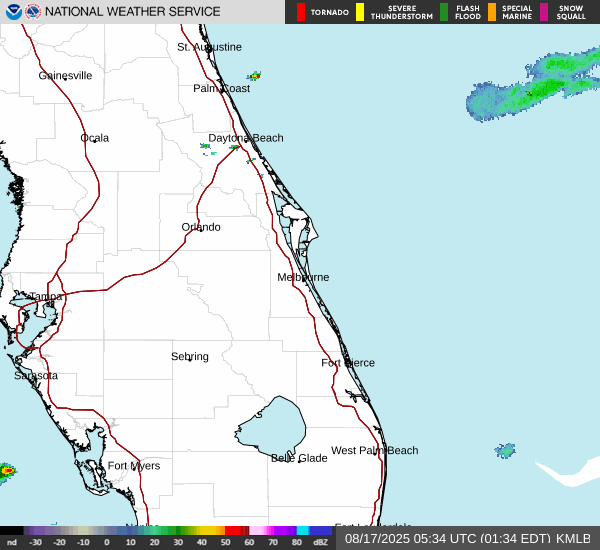 NATIONAL WEATHER SERVICE
TORNADO
SEVERE THUNDERSTORM
FLASH FLOOD
SPECIAL MARINE
SNOW SQUALL
St. Augustine
Gainesville
Palm Coast
Ocala
Daytona Beach
Orlando
Melbourne
Tampa
Sebring
Fort Pierce
Sarasota
West Palm Beach
Belle Glade
Fort Myers
nd -30 -20 -10 0 10 20 30 40 50 60 70 80 dBZ
08/17/2025 05:34 UTC (01:34 EDT) KMLB